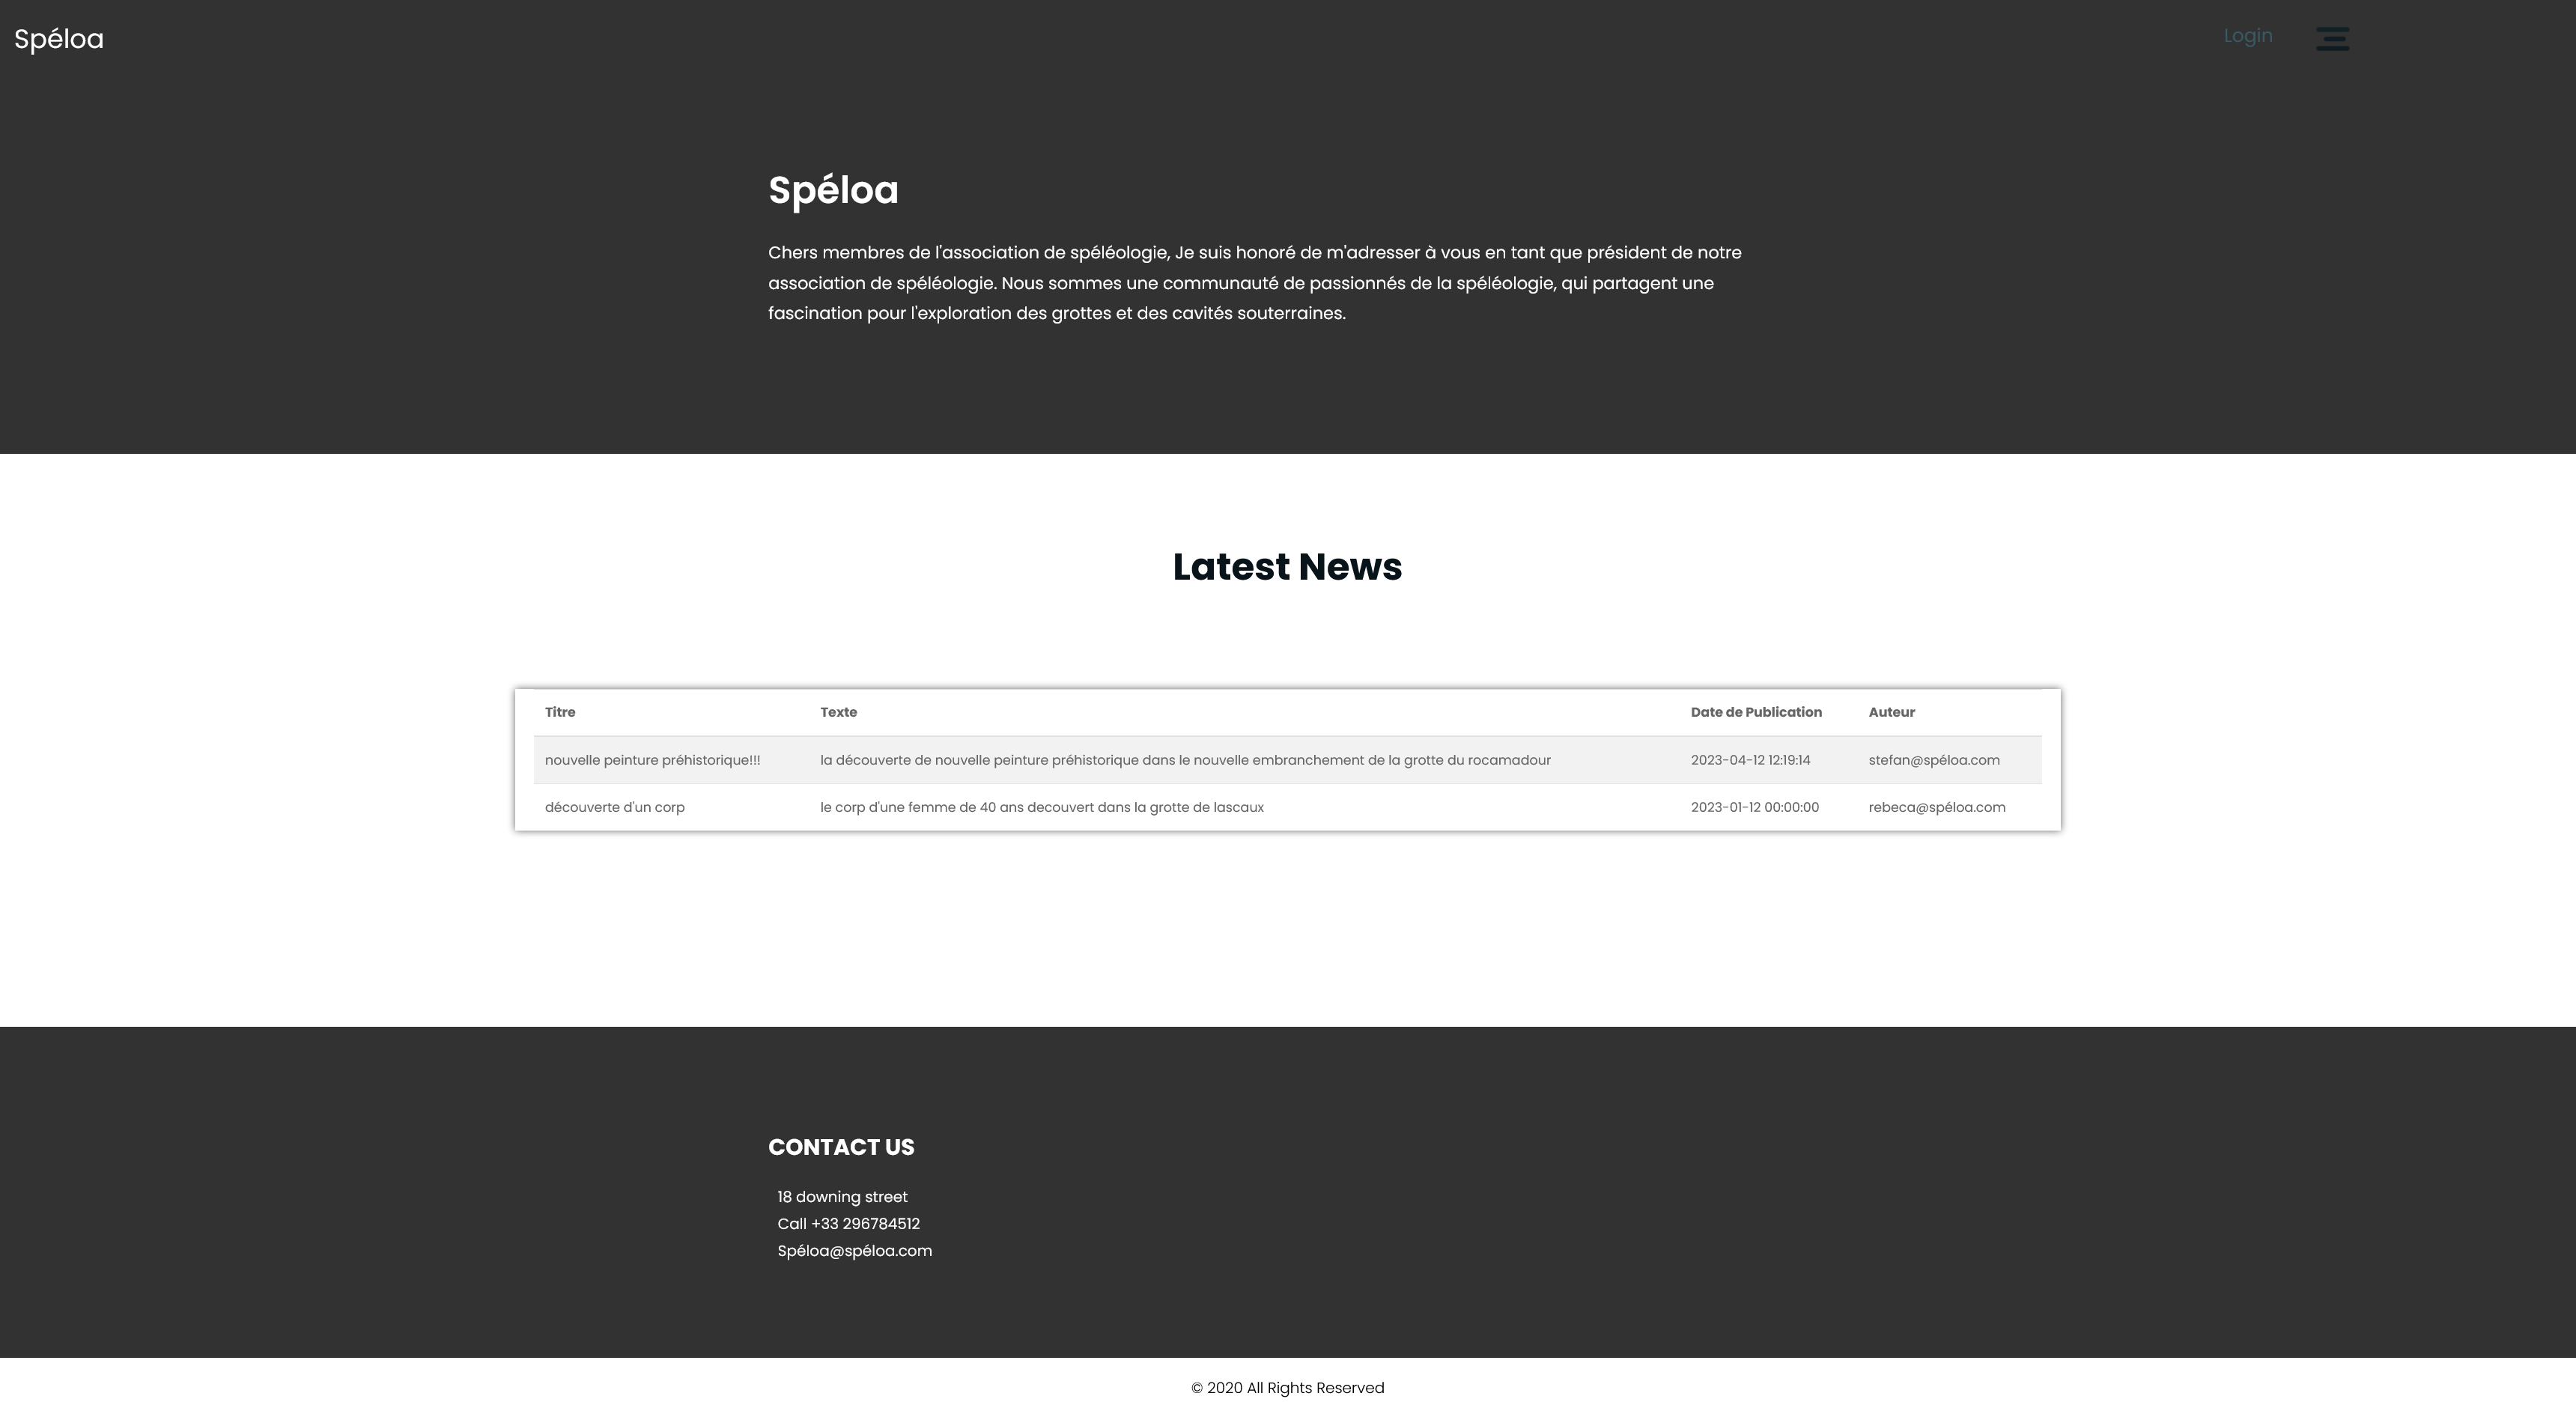 Spéloa
Login
Spéloa
Chers membres de l'association de spéléologie, Je suis honoré de m'adresser à vous en tant que président de notre
association de spéléologie. Nous sommes une communauté de passionnés de la spéléologie, qui partagent une
fascination pour l'exploration des grottes et des cavités souterraines.
Latest News
Titre Texte Date de Publication Auteur
nouvelle peinture préhistorique!!! la découverte de nouvelle peinture préhistorique dans le nouvelle embranchement de la grotte du rocamadour 2023-04-12 12:19:14 stefan@spéloa.com
découverte d'un corp le corp d'une femme de 40 ans decouvert dans la grotte de lascaux 2023-01-12 00:00:00 rebeca@spéloa.com
CONTACT US
18 downing street
Call +33 296784512
Spéloa@spéloa.com
© 2020 All Rights Reserved